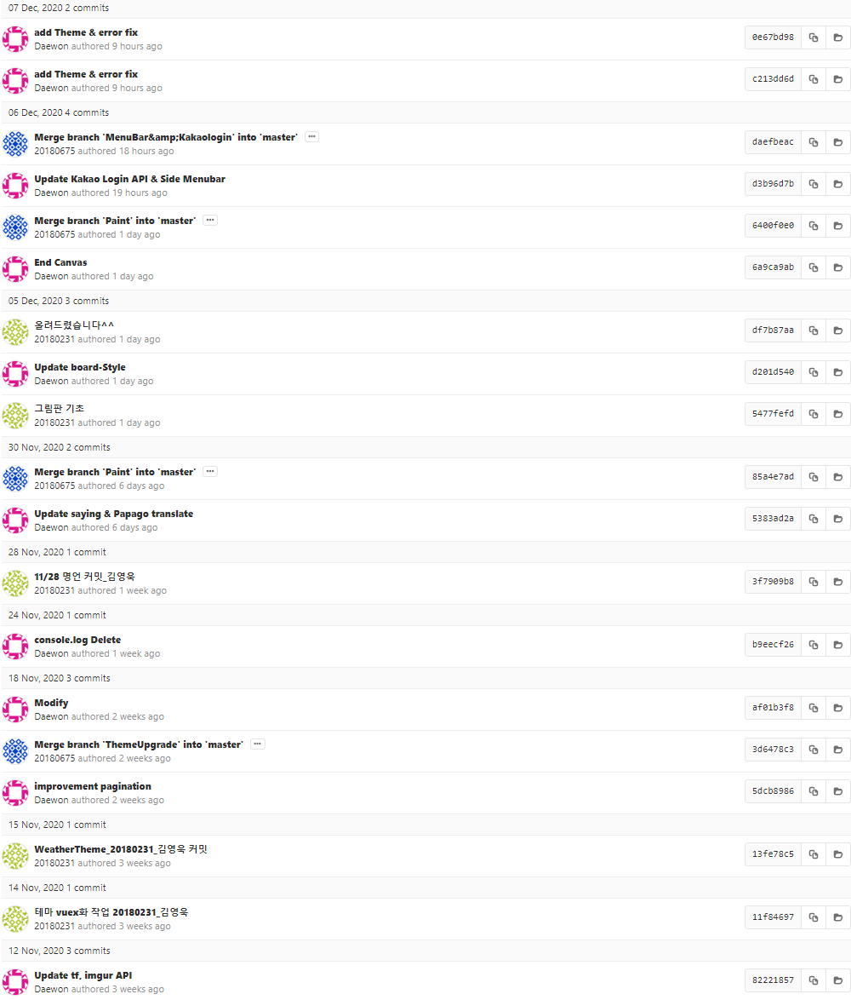 07 Dec, 2020 2 commits
add Theme & error fix
Daewon authored 9 hours ago
0e67bd98
add Theme & error fix
Daewon authored 9 hours ago
c213dd6d
06 Dec, 2020 4 commits
Merge branch 'MenuBar&amp;Kakaologin' into 'master'
20180675 authored 18 hours ago
daefbeac
Update Kakao Login API & Side Menubar
Daewon authored 19 hours ago
d3b96d7b
Merge branch 'Paint' into 'master'
20180675 authored 1 day ago
6400f0e0
End Canvas
Daewon authored 1 day ago
6a9ca9ab
05 Dec, 2020 3 commits
올려드렸습니다^^
20180231 authored 1 day ago
df7b87aa
Update board-Style
Daewon authored 1 day ago
d201d540
그림판 기초
20180231 authored 1 day ago
5477fefd
30 Nov, 2020 2 commits
Merge branch 'Paint' into 'master'
20180675 authored 6 days ago
85a4e7ad
Update saying & Papago translate
Daewon authored 6 days ago
5383ad2a
28 Nov, 2020 1 commit
11/28 명언 커밋_김영욱
20180231 authored 1 week ago
3f7909b8
24 Nov, 2020 1 commit
console.log Delete
Daewon authored 1 week ago
b9eecf26
18 Nov, 2020 3 commits
Modify
Daewon authored 2 weeks ago
af01b3f8
Merge branch 'ThemeUpgrade' into 'master'
20180675 authored 2 weeks ago
3d6478c3
improvement pagination
Daewon authored 2 weeks ago
5dcb8986
15 Nov, 2020 1 commit
WeatherTheme_20180231_김영욱 커밋
20180231 authored 3 weeks ago
13fe78c5
14 Nov, 2020 1 commit
테마 vuex화 작업 20180231_김영욱
20180231 authored 3 weeks ago
11f84697
12 Nov, 2020 3 commits
Update tf, imgur API
Daewon authored 3 weeks ago
82221857